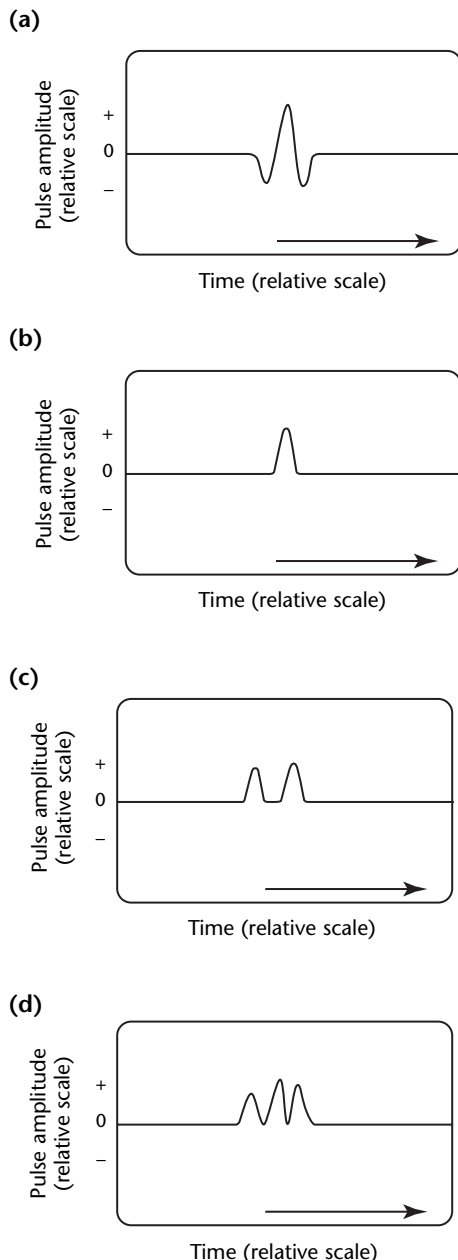 (a)
Pulse amplitude
(relative scale)
+
0
–
Time (relative scale)
(b)
Pulse amplitude
(relative scale)
+
0
–
Time (relative scale)
(c)
Pulse amplitude
(relative scale)
+
0
–
Time (relative scale)
(d)
Pulse amplitude
(relative scale)
+
0
–
Time (relative scale)